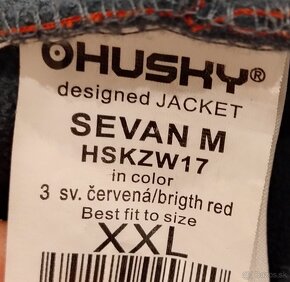 HUSKY®
designed JACKET
SEVAN M
HSKZW17
in color
3 sv. červená/brigth red
Best fit to size
XXL